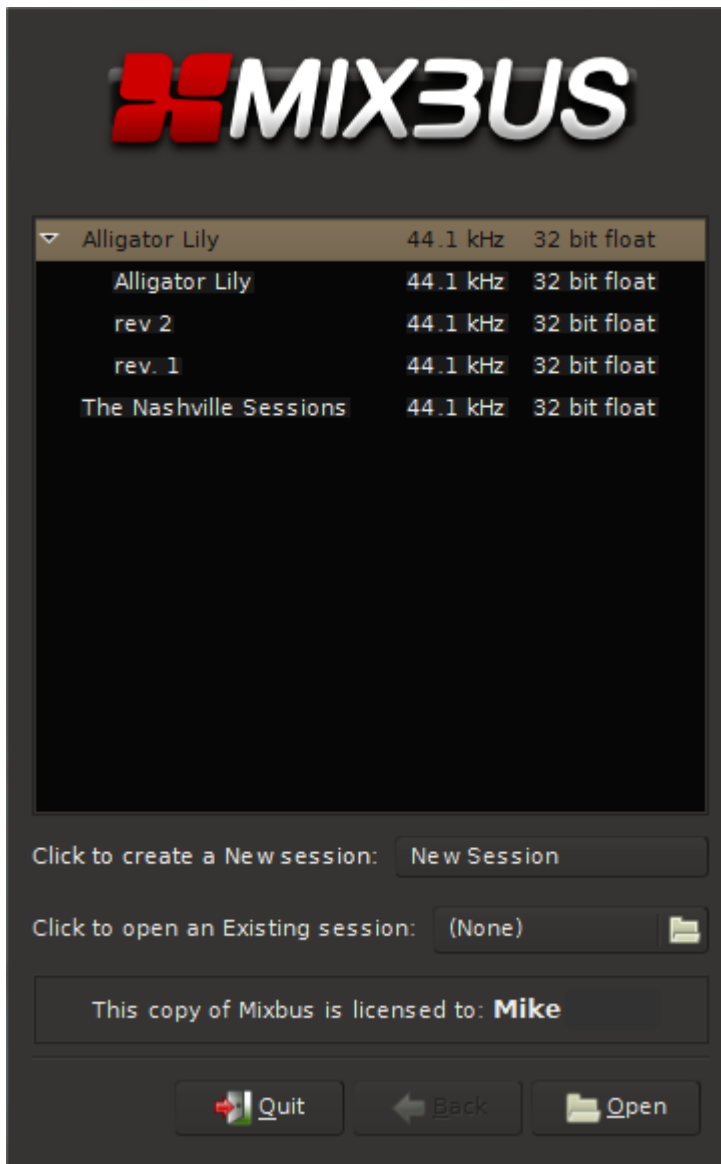 MIXBUS
Alligator Lily 44.1 kHz 32 bit float
Alligator Lily 44.1 kHz 32 bit float
rev 2 44.1 kHz 32 bit float
rev. 1 44.1 kHz 32 bit float
The Nashville Sessions 44.1 kHz 32 bit float
Click to create a New session: New Session
Click to open an Existing session: (None)
This copy of Mixbus is licensed to: Mike
Quit Back Open